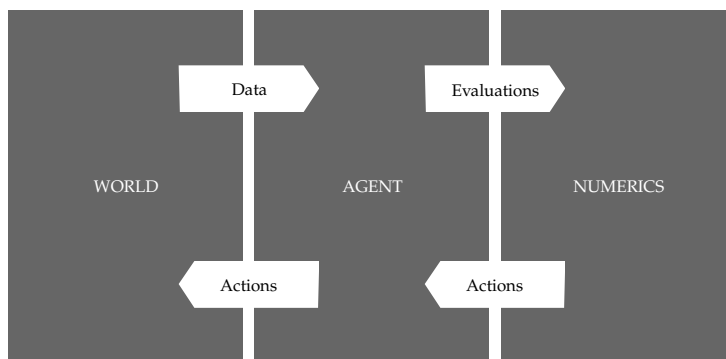 Data
Evaluations
WORLD
AGENT
NUMERICS
Actions
Actions